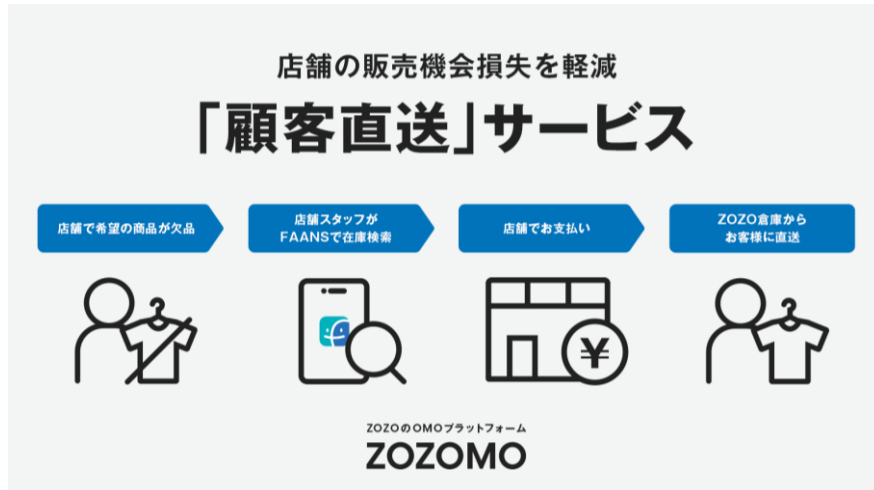 店舗の販売機会損失を軽減
「顧客直送」サービス
店舗で希望の商品が欠品
店舗スタッフが
FAANSで在庫検索
店舗でお支払い
ZOZO倉庫から
お客様に直送
¥
ZOZOのOMOプラットフォーム
ZOZOMO